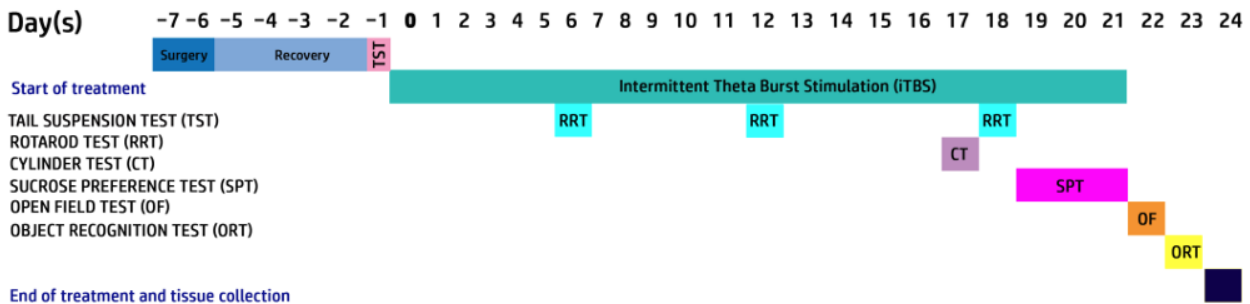 Day(s) −7 −6 −5 −4 −3 −2 −1 0 1 2 3 4 5 6 7 8 9 10 11 12 13 14 15 16 17 18 19 20 21 22 23 24
Surgery Recovery TST
Start of treatment Intermittent Theta Burst Stimulation (iTBS)
TAIL SUSPENSION TEST (TST) RRT RRT RRT
ROTAROD TEST (RRT)
CT
CYLINDER TEST (CT)
SUCROSE PREFERENCE TEST (SPT) SPT
OPEN FIELD TEST (OF)
OF
OBJECT RECOGNITION TEST (ORT)
ORT
End of treatment and tissue collection